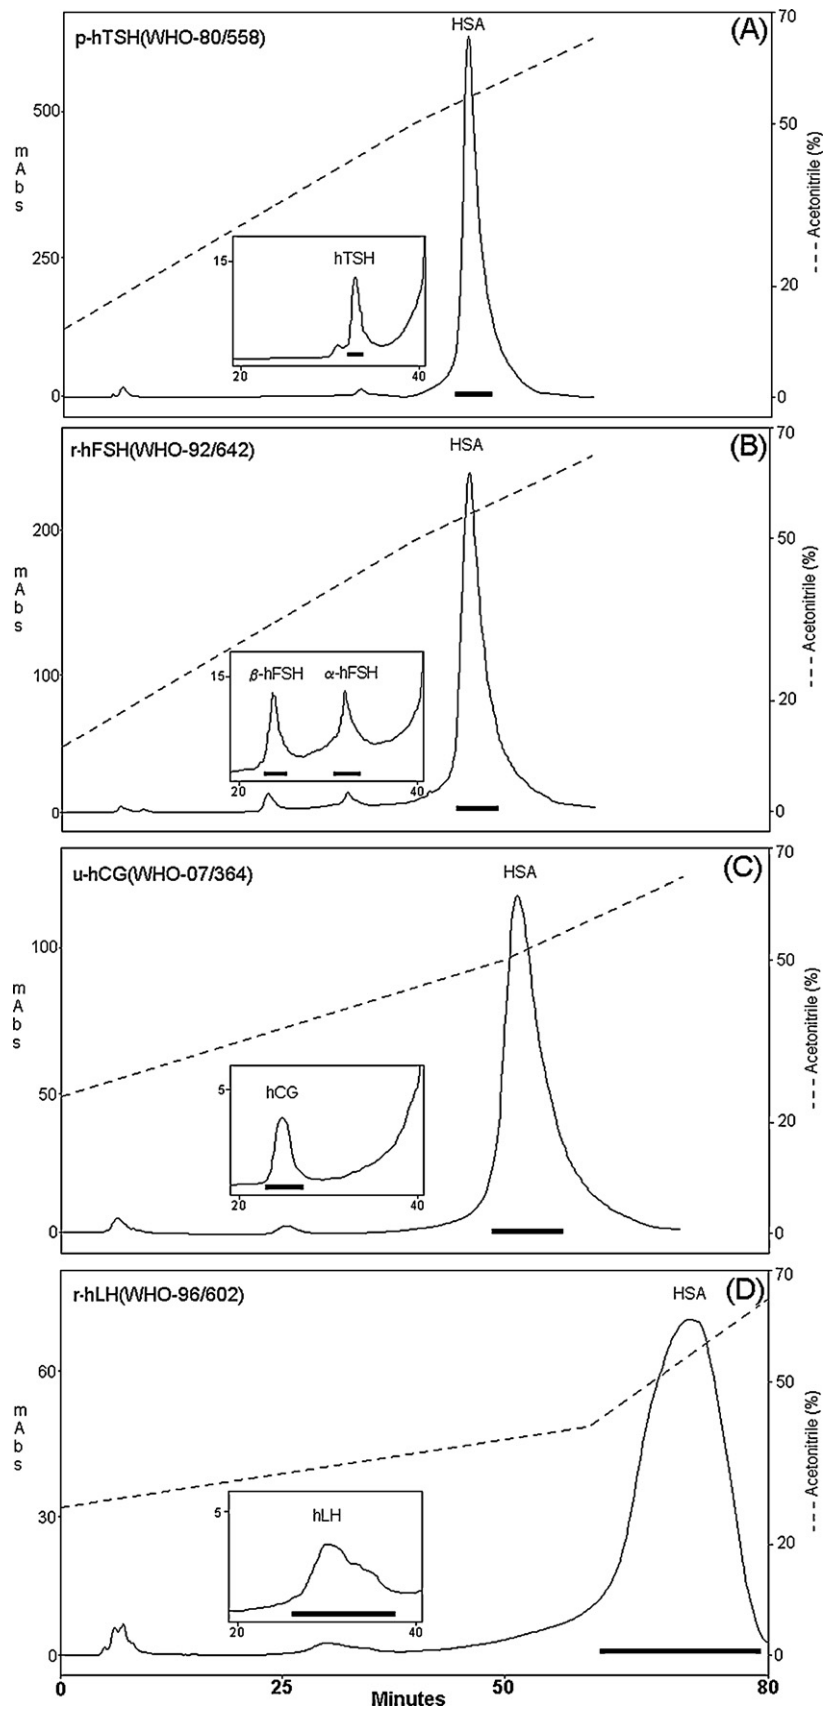 p-hTSH(WHO-80/558)
HSA
(A)
70
500
50
mAbs
--- Acetonitrile (%)
250
hTSH
15
20
20
40
0
0
r-hFSH(WHO-92/642)
HSA
(B)
70
200
50
mAbs
--- Acetonitrile (%)
100
β-hFSH
α-hFSH
15
20
20
40
0
0
u-hCG(WHO-07/364)
HSA
(C)
70
100
50
mAbs
--- Acetonitrile (%)
50
hCG
5
20
20
40
0
0
r-hLH(WHO-96/602)
HSA
(D)
70
60
50
mAbs
--- Acetonitrile (%)
30
hLH
5
20
20
40
0
0
0
25
50
80
Minutes